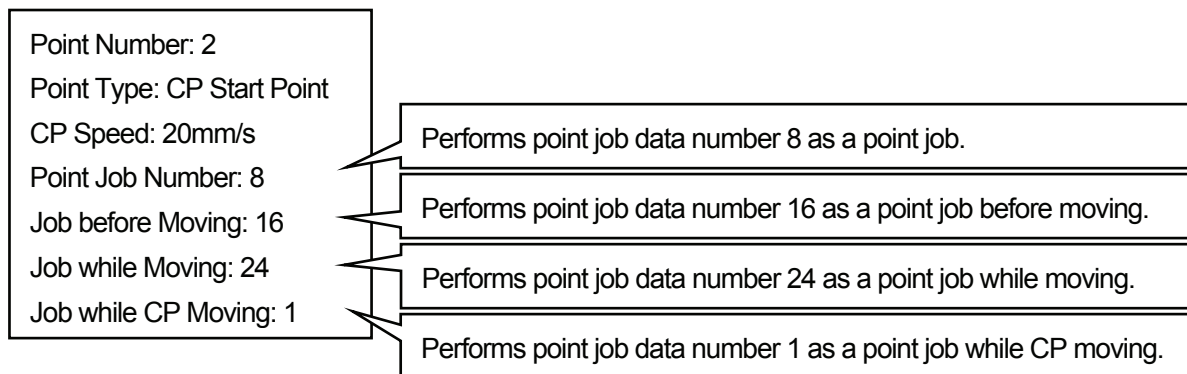 Point Number: 2
Point Type: CP Start Point
CP Speed: 20mm/s
Point Job Number: 8
Job before Moving: 16
Job while Moving: 24
Job while CP Moving: 1
Performs point job data number 8 as a point job.
Performs point job data number 16 as a point job before moving.
Performs point job data number 24 as a point job while moving.
Performs point job data number 1 as a point job while CP moving.